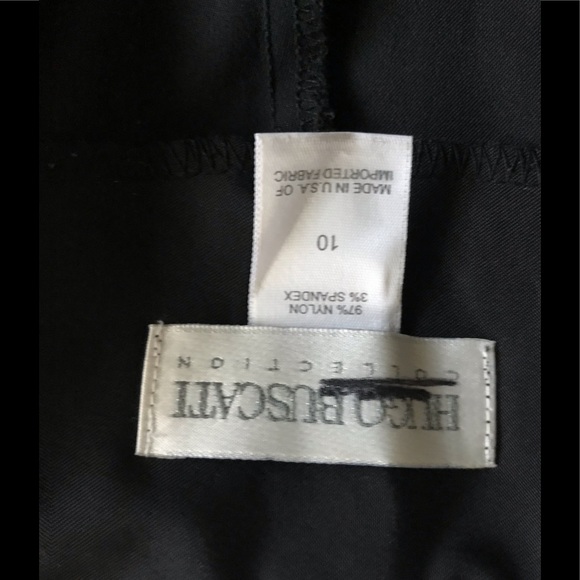 HUGO BUSCATI
COLLECTION
97% NYLON
3% SPANDEX
10
MADE IN U.S.A. OF
IMPORTED FABRIC